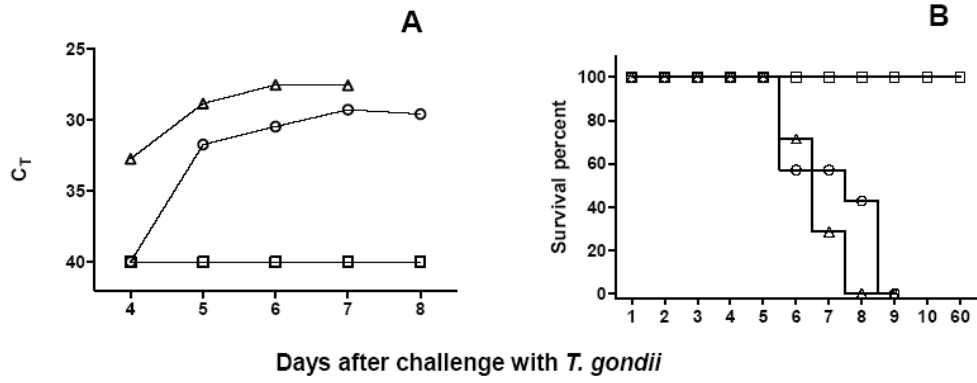 A
25
30
35
40
C_T
4 5 6 7 8
B
100
80
60
40
20
0
Survival percent
1 2 3 4 5 6 7 8 9 10 60
Days after challenge with T. gondii